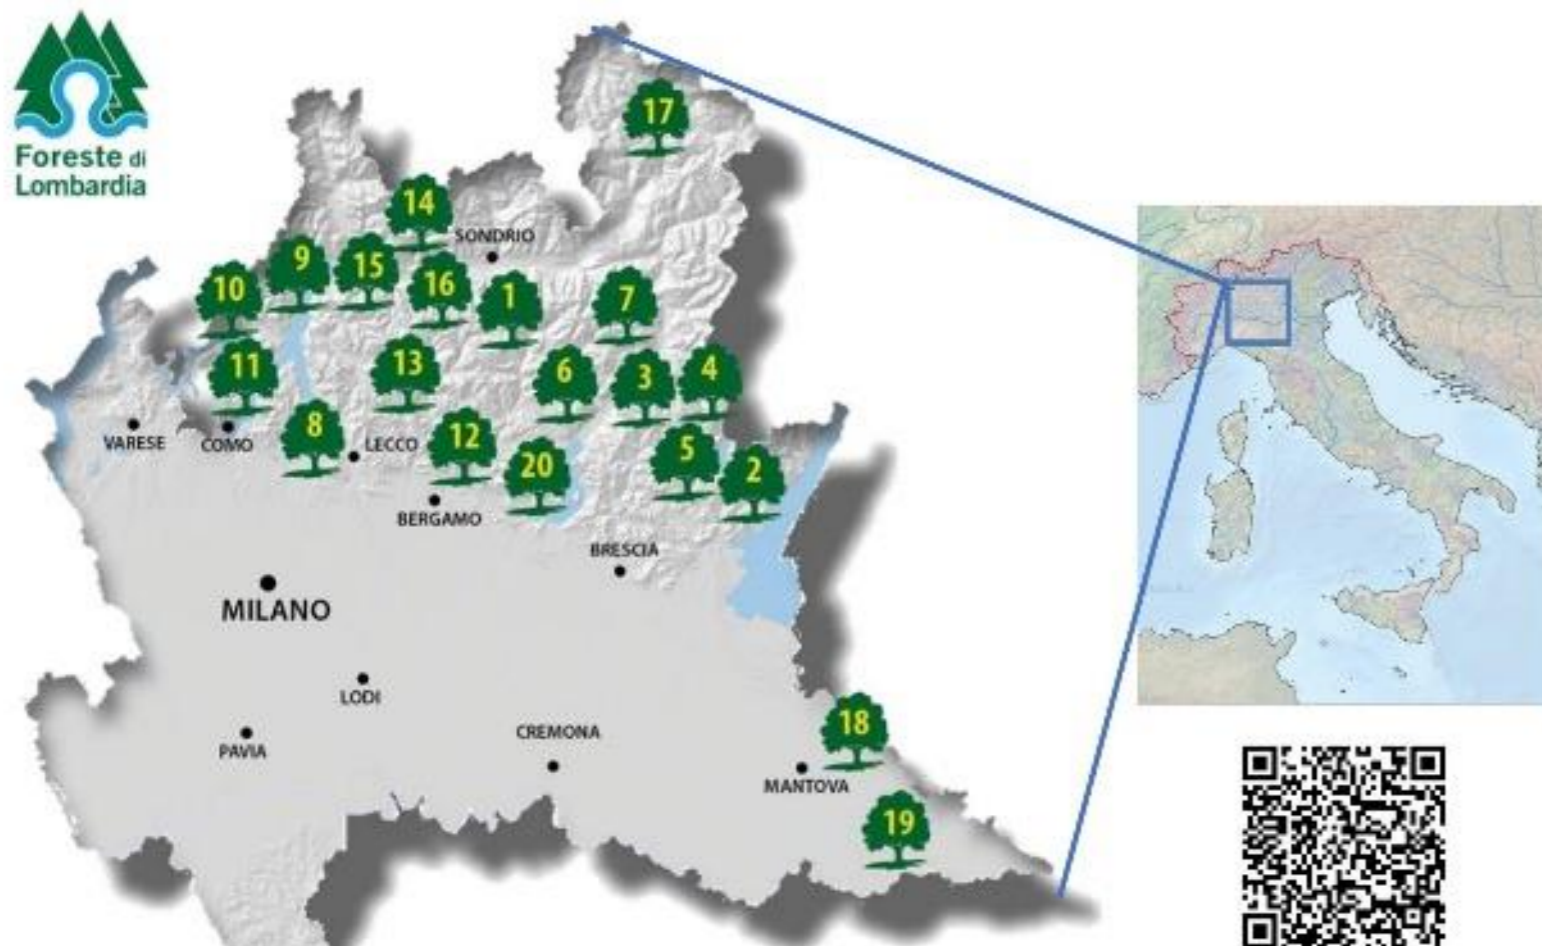 Foreste di
Lombardia
17
14
SONDRIO
9
15
10
16
1
7
11
13
6
3
4
VARESE
COMO
8
LECCO
12
20
5
2
BERGAMO
BRESCIA
MILANO
LODI
PAVIA
CREMONA
18
MANTOVA
19